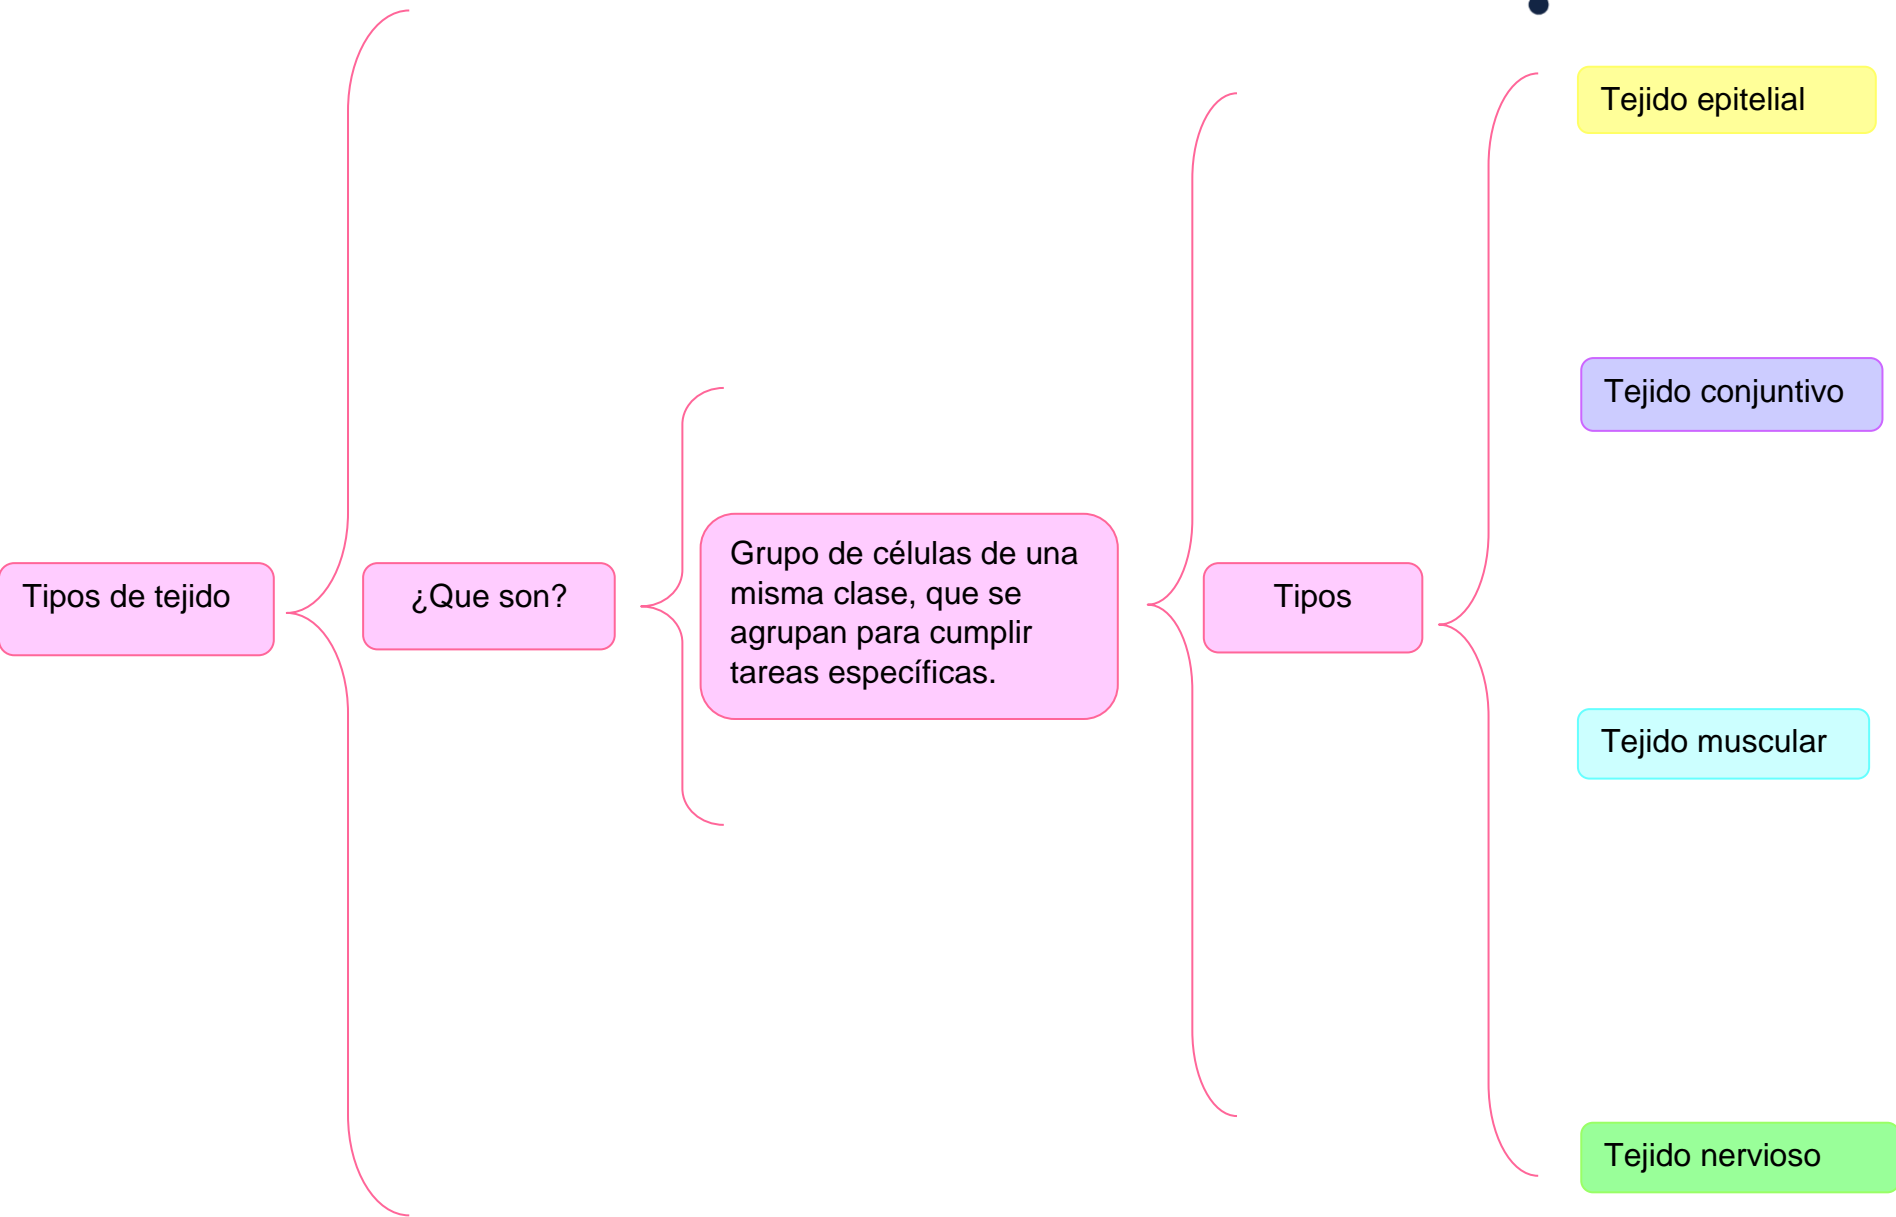 Tipos de tejido
¿Que son?
Grupo de células de una
misma clase, que se
agrupan para cumplir
tareas específicas.
Tipos
Tejido epitelial
Tejido conjuntivo
Tejido muscular
Tejido nervioso